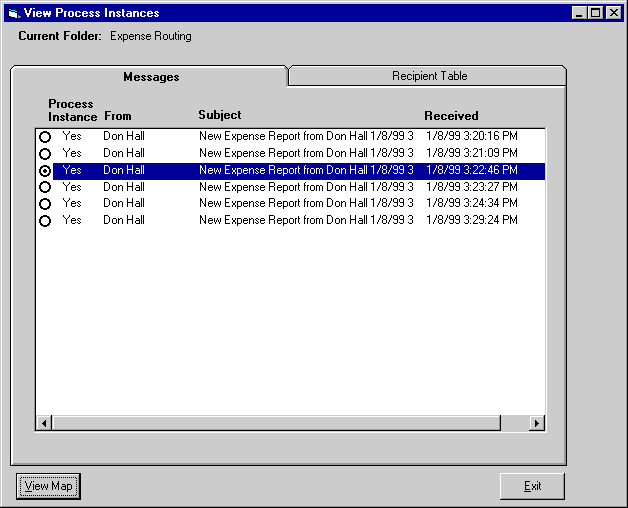 View Process Instances
Current Folder: Expense Routing
Messages Recipient Table
Process
Instance From Subject Received
Yes Don Hall New Expense Report from Don Hall 1/8/99 3 1/8/99 3:20:16 PM
Yes Don Hall New Expense Report from Don Hall 1/8/99 3 1/8/99 3:21:09 PM
Yes Don Hall New Expense Report from Don Hall 1/8/99 3 1/8/99 3:22:46 PM
Yes Don Hall New Expense Report from Don Hall 1/8/99 3 1/8/99 3:23:27 PM
Yes Don Hall New Expense Report from Don Hall 1/8/99 3 1/8/99 3:24:34 PM
Yes Don Hall New Expense Report from Don Hall 1/8/99 3 1/8/99 3:29:24 PM
View Map Exit